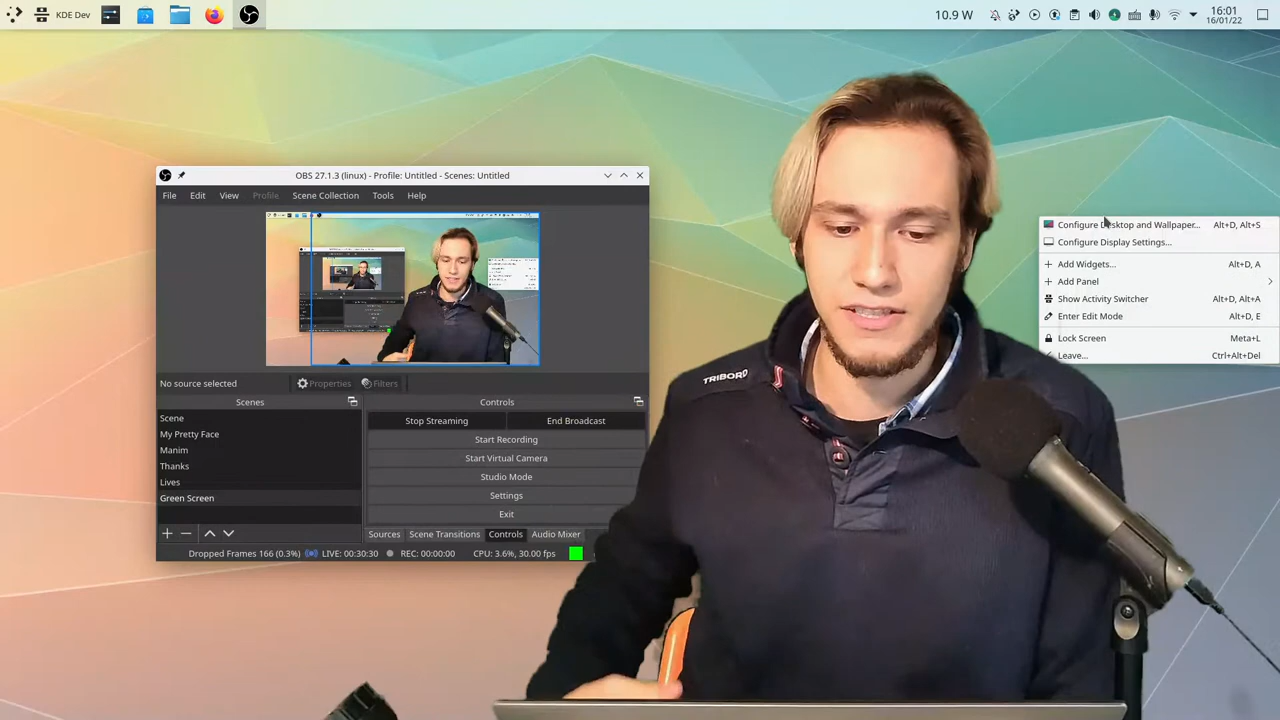 KDE Dev
10.9 W
16:01
16/01/22
OBS 27.1.3 (linux) - Profile: Untitled - Scenes: Untitled
File Edit View Profile Scene Collection Tools Help
No source selected
Properties
Filters
Scenes
Scene
My Pretty Face
Manim
Thanks
Lives
Green Screen
Controls
Stop Streaming
End Broadcast
Start Recording
Start Virtual Camera
Studio Mode
Settings
Exit
Sources Scene Transitions Controls Audio Mixer
Dropped Frames 166 (0.3%) LIVE: 00:30:30 REC: 00:00:00 CPU: 3.6%, 30.00 fps
Configure Desktop and Wallpaper... Alt+D, Alt+S
Configure Display Settings...
Add Widgets... Alt+D, A
Add Panel
Show Activity Switcher Alt+D, Alt+A
Enter Edit Mode Alt+D, E
Lock Screen Meta+L
Leave... Ctrl+Alt+Del
TRIBORD